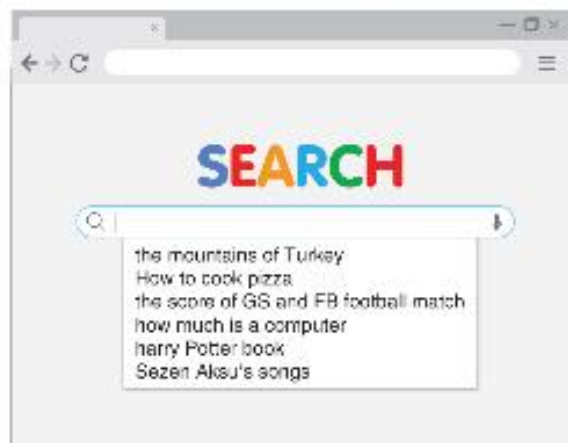 SEARCH
the mountains of Turkey
How to cook pizza
the score of GS and FB football match
how much is a computer
harry Potter book
Sezen Aksu's songs